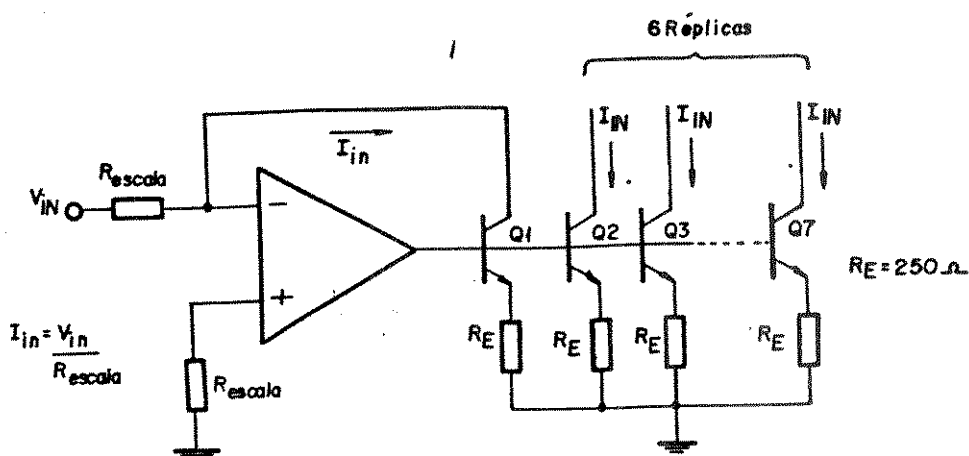 6 Réplicas
I_IN
I_IN
I_IN
I_in
R_escala
V_IN
−
Q1
Q2
Q3
Q7
R_E = 250 Ω
+
I_in = V_in / R_escala
R_escala
R_E
R_E
R_E
R_E